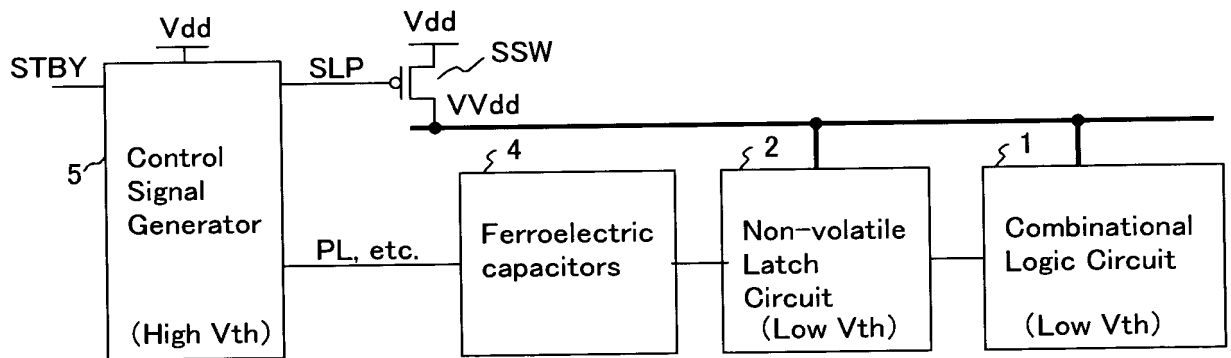 Vdd
Vdd
STBY
SLP
SSW
VVdd
5
Control
Signal
Generator
(High Vth)
PL, etc.
4
Ferroelectric
capacitors
2
Non-volatile
Latch
Circuit
(Low Vth)
1
Combinational
Logic Circuit
(Low Vth)